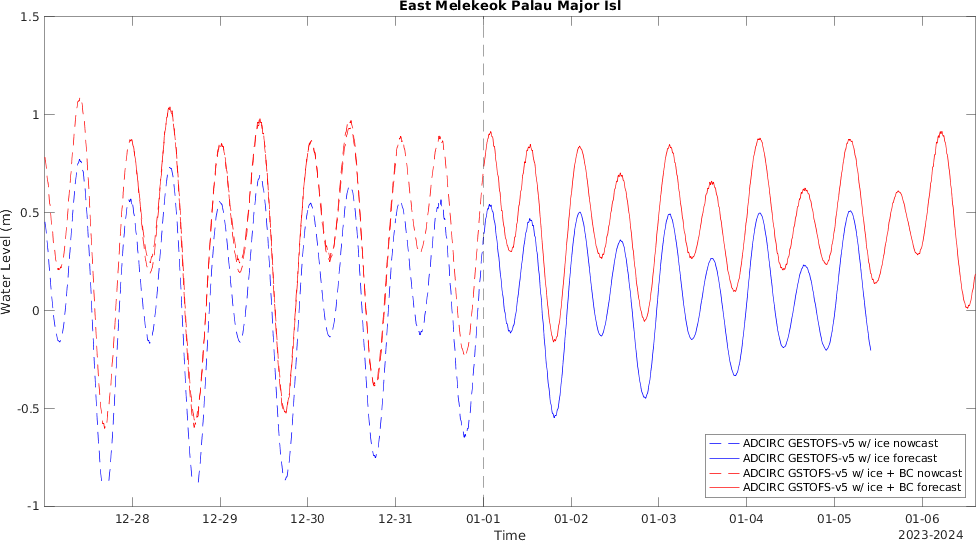 East Melekeok Palau Major Isl
1.5
1
0.5
0
-0.5
-1
Water Level (m)
12-28 12-29 12-30 12-31 01-01 01-02 01-03 01-04 01-05 01-06
Time
2023-2024
ADCIRC GESTOFS-v5 w/ ice nowcast
ADCIRC GESTOFS-v5 w/ ice forecast
ADCIRC GSTOFS-v5 w/ ice + BC nowcast
ADCIRC GSTOFS-v5 w/ ice + BC forecast